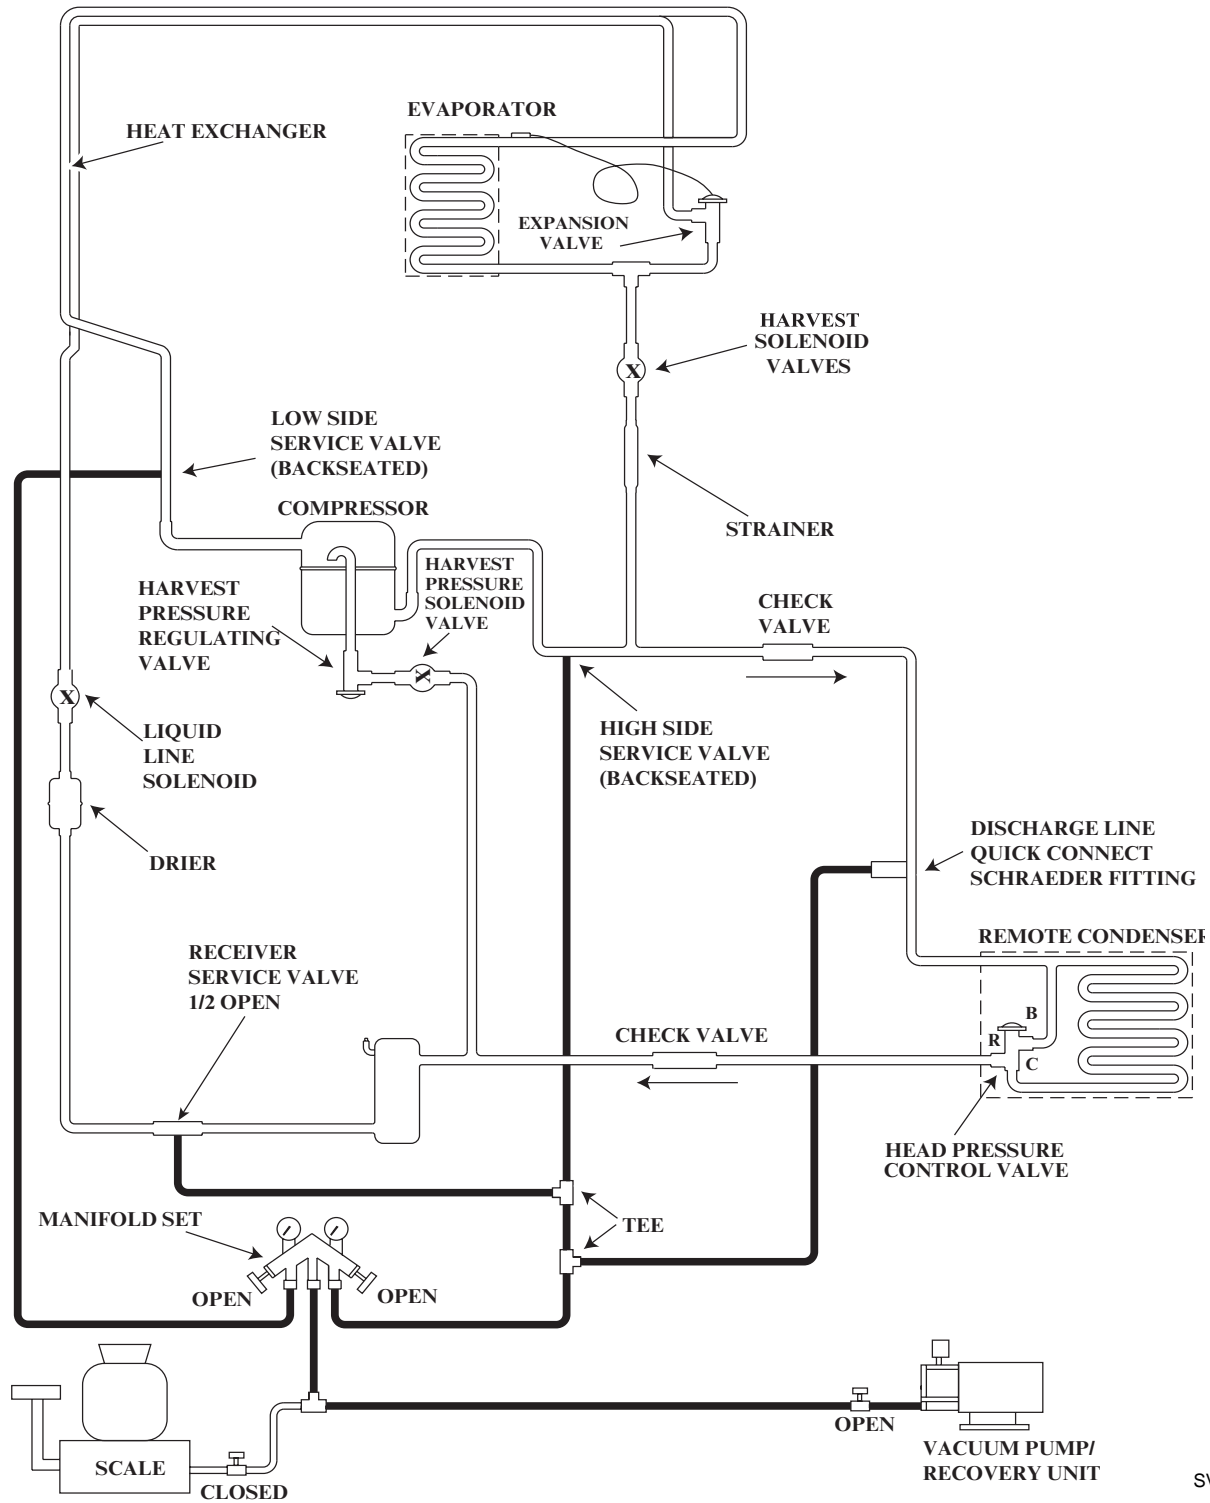 EVAPORATOR
HEAT EXCHANGER
EXPANSION
VALVE
HARVEST
SOLENOID
VALVES
X
LOW SIDE
SERVICE VALVE
(BACKSEATED)
COMPRESSOR
STRAINER
HARVEST
PRESSURE
SOLENOID
VALVE
HARVEST
PRESSURE
REGULATING
VALVE
CHECK
VALVE
X
X
LIQUID
LINE
SOLENOID
HIGH SIDE
SERVICE VALVE
(BACKSEATED)
DRIER
DISCHARGE LINE
QUICK CONNECT
SCHRAEDER FITTING
REMOTE CONDENSER
RECEIVER
SERVICE VALVE
1/2 OPEN
B
R
C
CHECK VALVE
HEAD PRESSURE
CONTROL VALVE
MANIFOLD SET
TEE
OPEN
OPEN
OPEN
SCALE
CLOSED
VACUUM PUMP/
RECOVERY UNIT